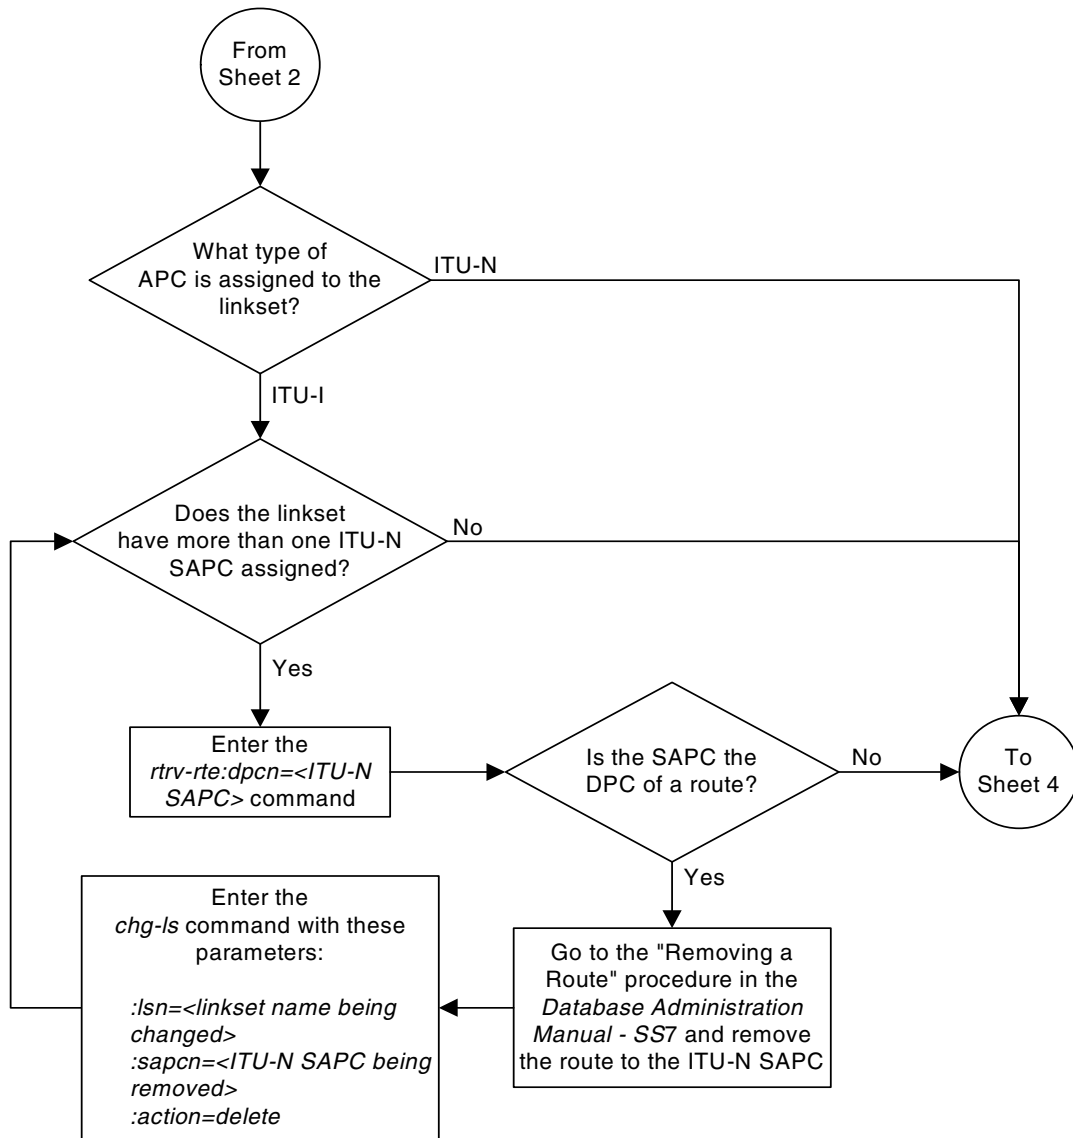 From
Sheet 2
What type of
APC is assigned to the
linkset?
ITU-N
ITU-I
Does the linkset
have more than one ITU-N
SAPC assigned?
No
Yes
Enter the
rtrv-rte:dpcn=<ITU-N
SAPC> command
Is the SAPC the
DPC of a route?
No
To
Sheet 4
Yes
Go to the "Removing a
Route" procedure in the
Database Administration
Manual - SS7 and remove
the route to the ITU-N SAPC
Enter the
chg-ls command with these
parameters:
:lsn=<linkset name being
changed>
:sapcn=<ITU-N SAPC being
removed>
:action=delete